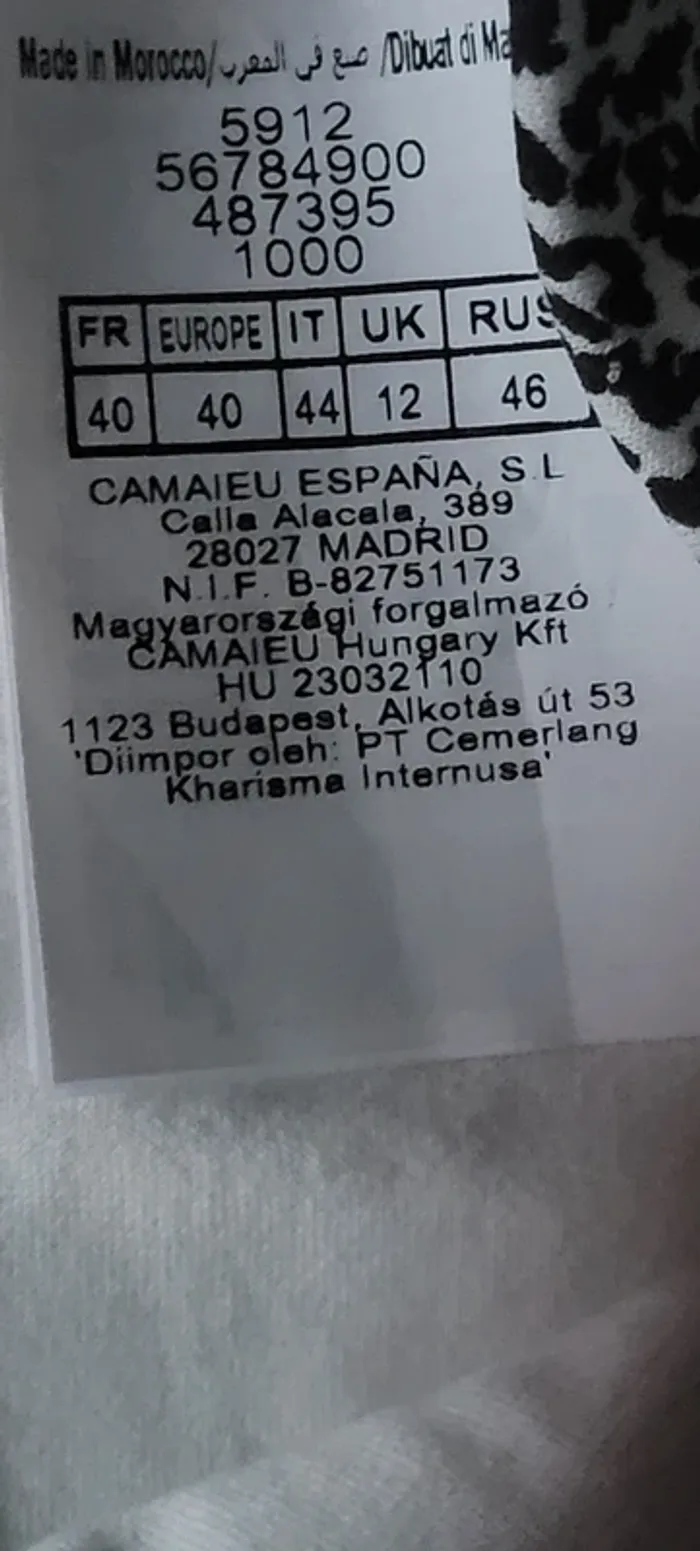 Made in Morocco/صنع في المغرب /Dibuat di
5912
56784900
487395
1000
FR EUROPE IT UK RUS
40 40 44 12 46
CAMAIEU ESPAÑA, S.L
Calla Alacala, 389
28027 MADRID
N.I.F. B-82751173
Magyarországi forgalmazó
CAMAIEU Hungary Kft
HU 23032110
1123 Budapest, Alkotás út 53
'Diimpor oleh: PT Cemerlang
Kharisma Internusa'